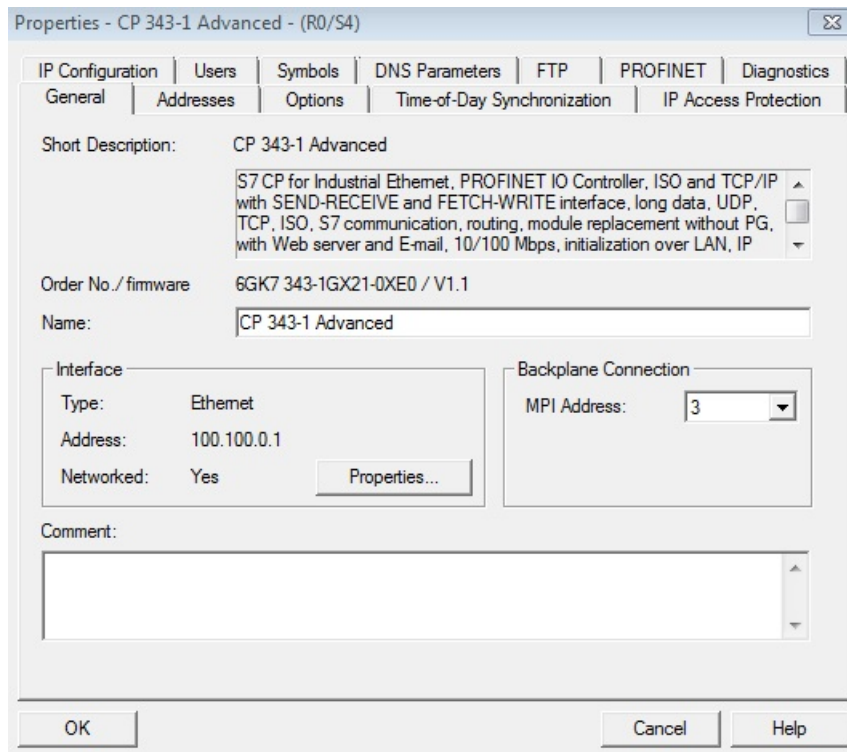 Properties - CP 343-1 Advanced - (R0/S4)
IP Configuration Users Symbols DNS Parameters FTP PROFINET Diagnostics
General Addresses Options Time-of-Day Synchronization IP Access Protection
Short Description: CP 343-1 Advanced
S7 CP for Industrial Ethernet, PROFINET IO Controller, ISO and TCP/IP
with SEND-RECEIVE and FETCH-WRITE interface, long data, UDP,
TCP, ISO, S7 communication, routing, module replacement without PG,
with Web server and E-mail, 10/100 Mbps, initialization over LAN, IP
Order No./ firmware 6GK7 343-1GX21-0XE0 / V1.1
Name: CP 343-1 Advanced
Interface Backplane Connection
Type: Ethernet MPI Address: 3
Address: 100.100.0.1
Networked: Yes Properties...
Comment:
OK Cancel Help